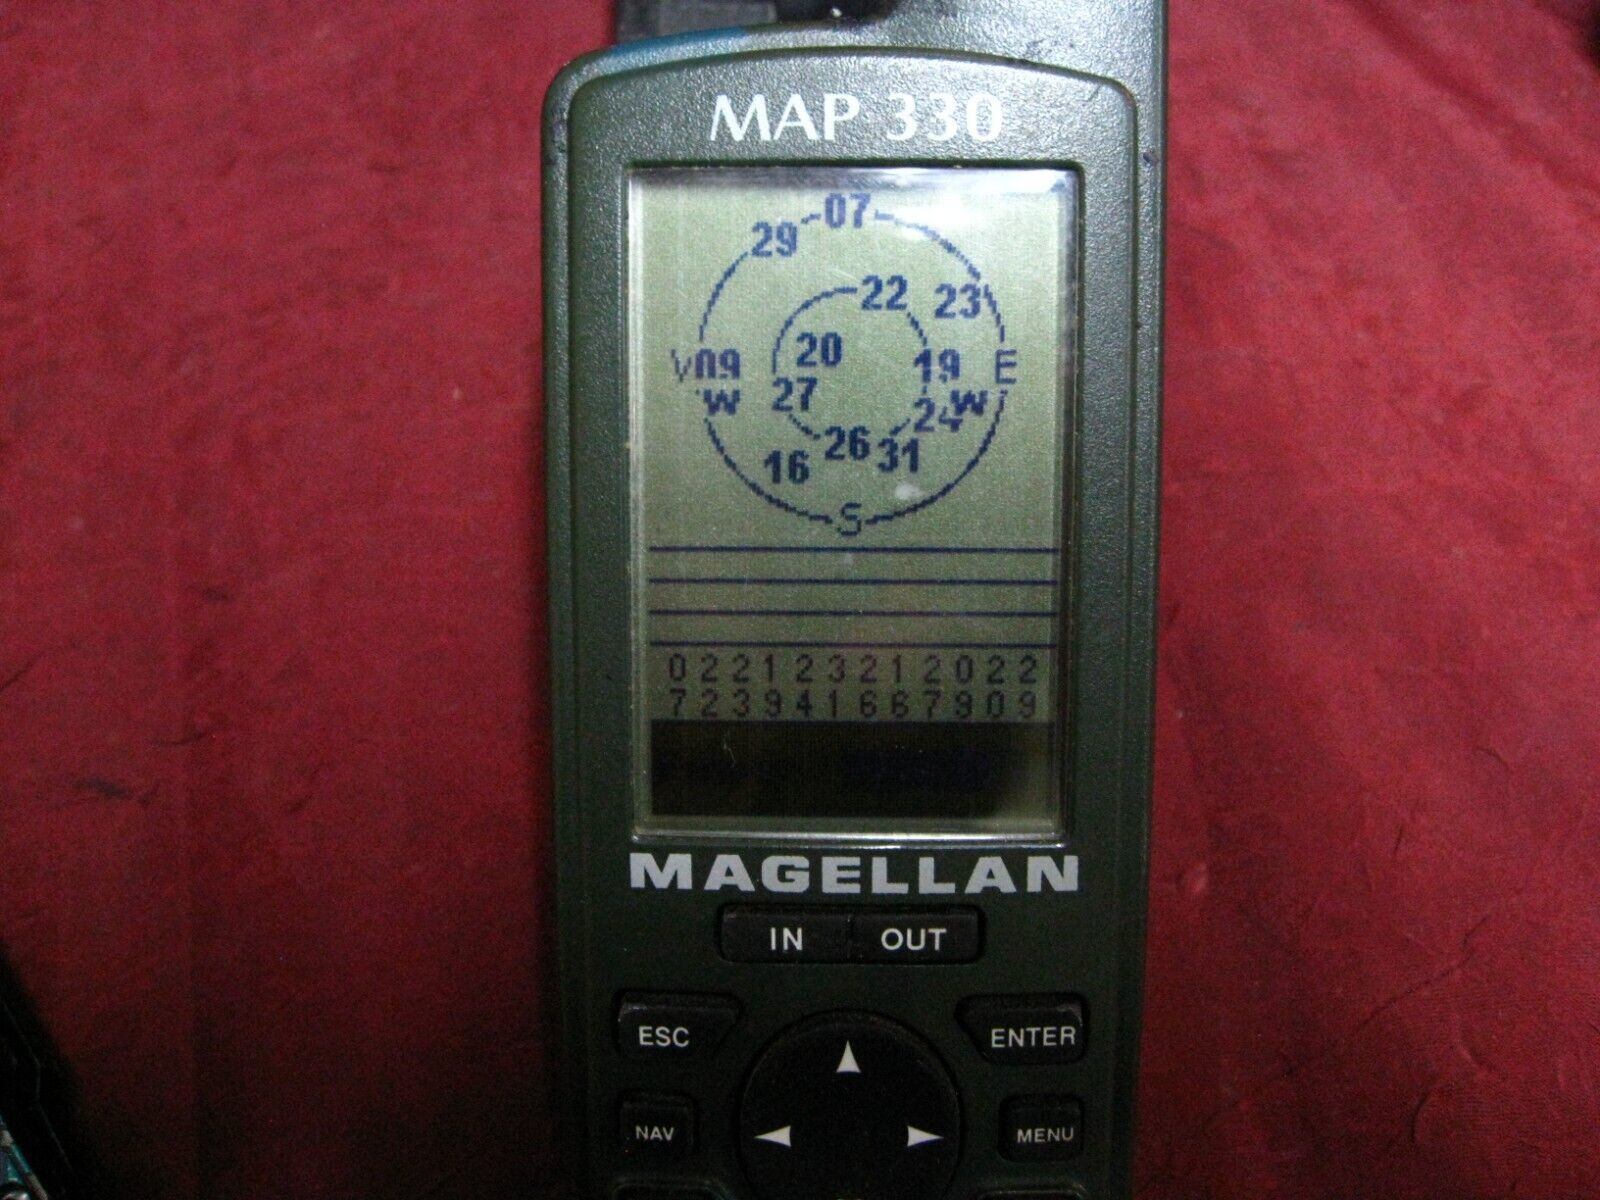 MAP 330
07
29
22
23
20
09
19
E
W
27
24
W
26
31
16
S
0 2 2 1 2 3 2 1 2 0 2 2
7 2 3 9 4 1 6 6 7 9 0 9
MAGELLAN
IN OUT
ESC
ENTER
NAV
MENU